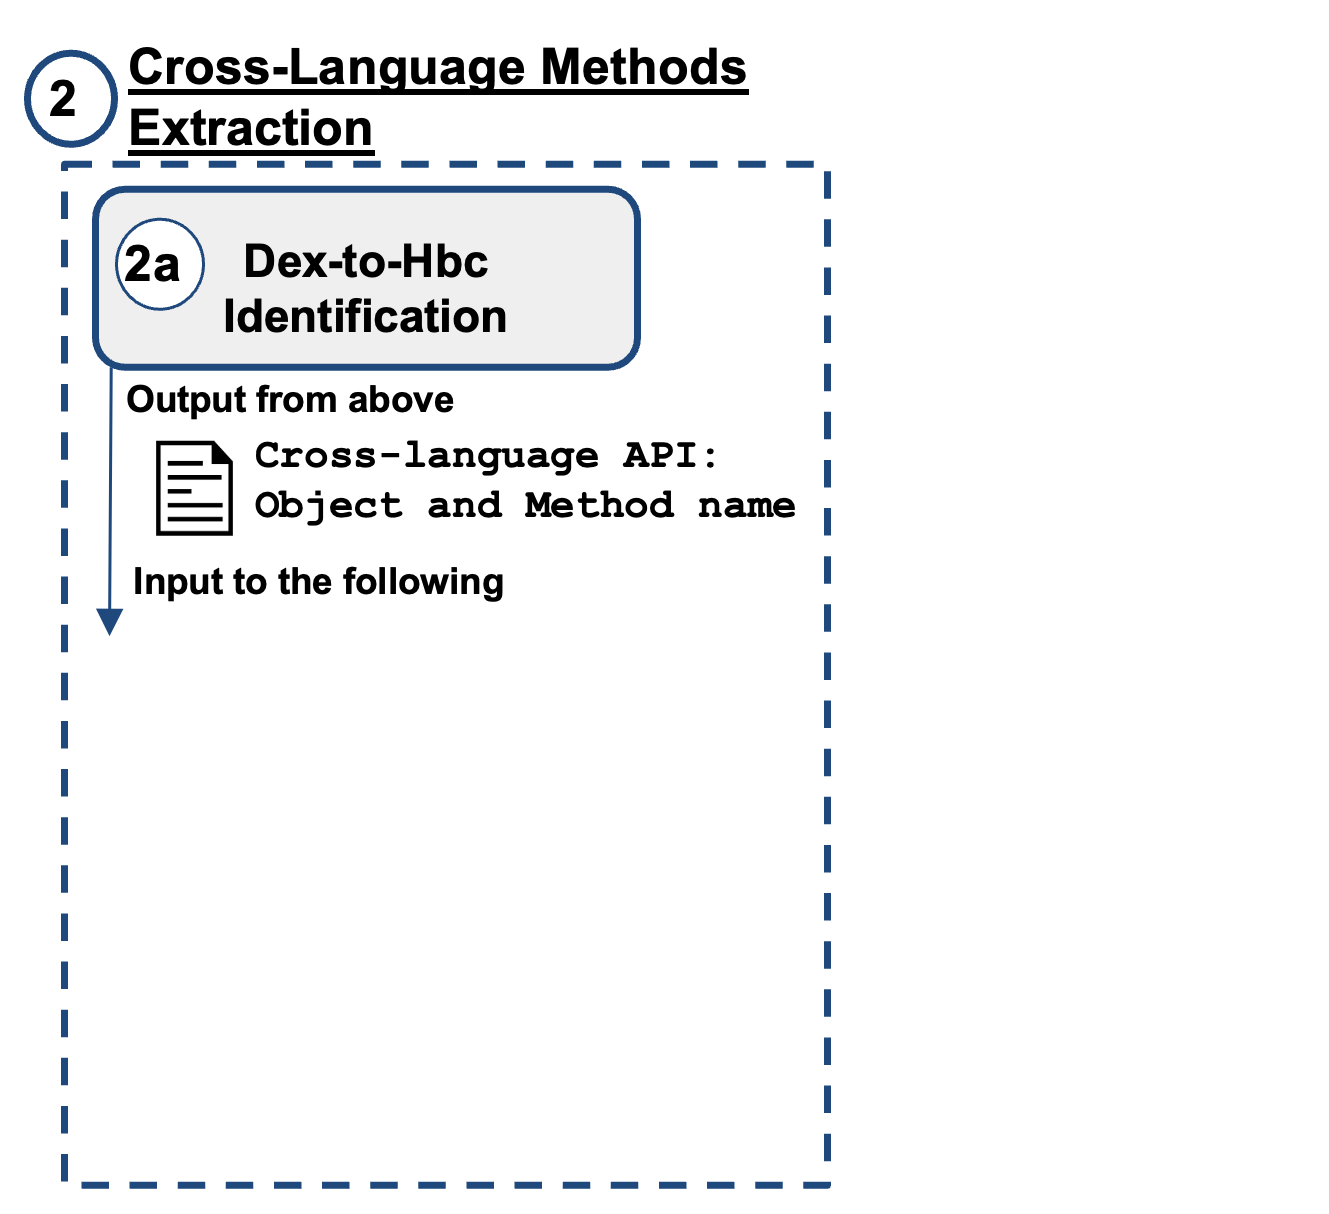 2
Cross-Language Methods
Extraction
2a
Dex-to-Hbc
Identification
Output from above
Cross-language API:
Object and Method name
Input to the following